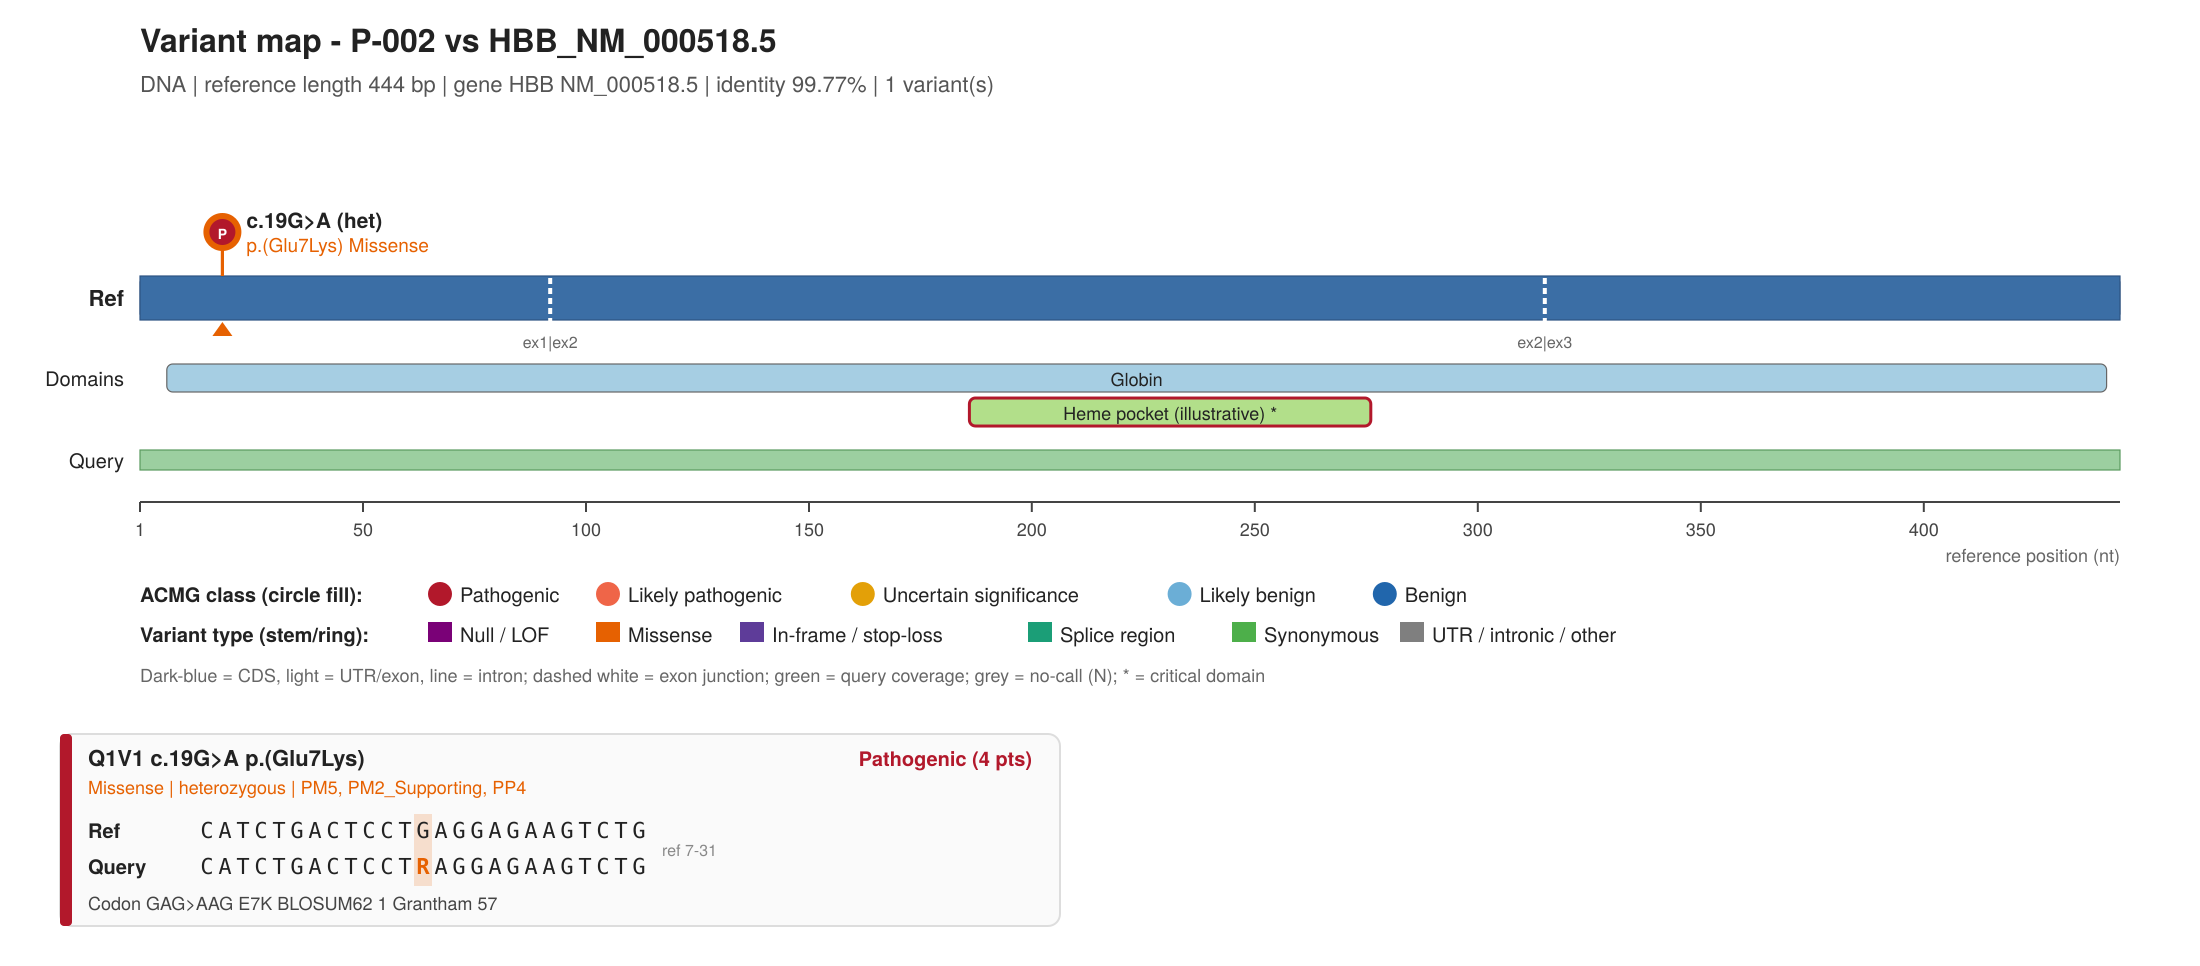 Variant map - P-002 vs HBB_NM_000518.5
DNA | reference length 444 bp | gene HBB NM_000518.5 | identity 99.77% | 1 variant(s)
P
c.19G>A (het)
p.(Glu7Lys) Missense
Ref
ex1|ex2
ex2|ex3
Domains
Globin
Heme pocket (illustrative) *
Query
1 50 100 150 200 250 300 350 400
reference position (nt)
ACMG class (circle fill): Pathogenic Likely pathogenic Uncertain significance Likely benign Benign
Variant type (stem/ring): Null / LOF Missense In-frame / stop-loss Splice region Synonymous UTR / intronic / other
Dark-blue = CDS, light = UTR/exon, line = intron; dashed white = exon junction; green = query coverage; grey = no-call (N); * = critical domain
Q1V1 c.19G>A p.(Glu7Lys) Pathogenic (4 pts)
Missense | heterozygous | PM5, PM2_Supporting, PP4
Ref CATCTGACTCCTGAGGAGAAGTCTG
ref 7-31
Query CATCTGACTCCTRAGGAGAAGTCTG
Codon GAG>AAG E7K BLOSUM62 1 Grantham 57